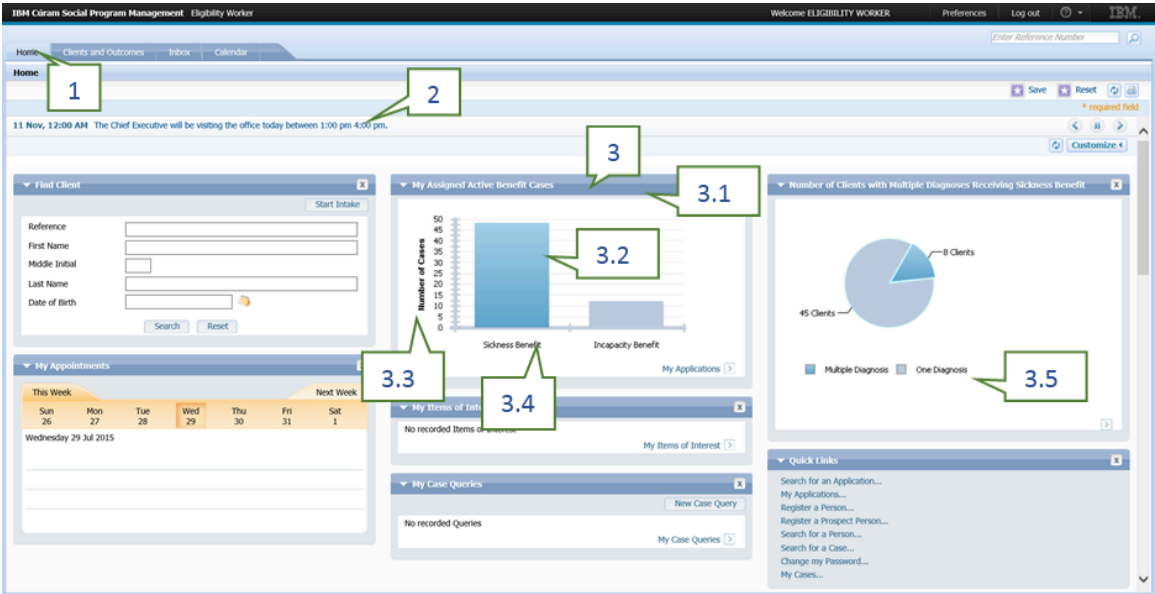 IBM Cúram Social Program Management Eligibility Worker
Welcome ELIGIBILITY WORKER Preferences Log out ? IBM.
Enter Reference Number
Home Clients and Outcomes Inbox Calendar
Home
1
2
Save Reset
* required field
11 Nov, 12:00 AM The Chief Executive will be visiting the office today between 1:00 pm 4:00 pm.
Customize
3
3.1
Find Client
Start Intake
Reference
First Name
Middle Initial
Last Name
Date of Birth
Search Reset
My Appointments
This Week Next Week
Sun Mon Tue Wed Thu Fri Sat
26 27 28 29 30 31 1
Wednesday 29 Jul 2015
My Assigned Active Benefit Cases
Number of Cases
50
45
40
35
30
25
20
15
10
5
0
3.2
3.3
3.4
Sickness Benefit Incapacity Benefit
My Applications
My Items of
No recorded Items of Interest
My Items of Interest
My Case Queries
New Case Query
No recorded Queries
My Case Queries
Number of Clients with Multiple Diagnoses Receiving Sickness Benefit
8 Clients
45 Clients
Multiple Diagnosis One Diagnosis
3.5
Quick Links
Search for an Application...
My Applications...
Register a Person...
Register a Prospect Person...
Search for a Person...
Search for a Case...
Change my Password...
My Cases...